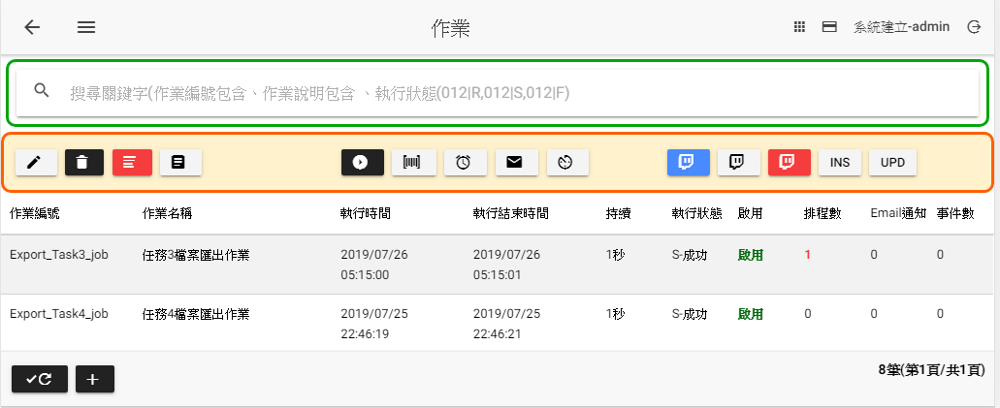 作業
系統建立-admin
搜尋關鍵字(作業編號包含、作業說明包含 、執行狀態(012|R,012|S,012|F)
INS UPD
作業編號 作業名稱 執行時間 執行結束時間 持續 執行狀態 啟用 排程數 Email通知 事件數
Export_Task3_job 任務3檔案匯出作業 2019/07/26 2019/07/26 1秒 S-成功 啟用 1 0 0
05:15:00 05:15:01
Export_Task4_job 任務4檔案匯出作業 2019/07/25 2019/07/25 1秒 S-成功 啟用 0 0 0
22:46:19 22:46:21
8筆(第1頁/共1頁)